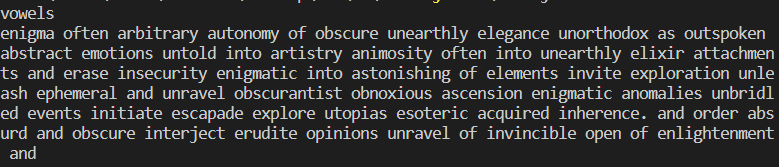 vowels
enigma often arbitrary autonomy of obscure unearthly elegance unorthodox as outspoken
abstract emotions untold into artistry animosity often into unearthly elixir attachmen
ts and erase insecurity enigmatic into astonishing of elements invite exploration unle
ash ephemeral and unravel obscurantist obnoxious ascension enigmatic anomalies unbridl
ed events initiate escapade explore utopias esoteric acquired inherence. and order abs
urd and obscure interject erudite opinions unravel of invincible open of enlightenment
and